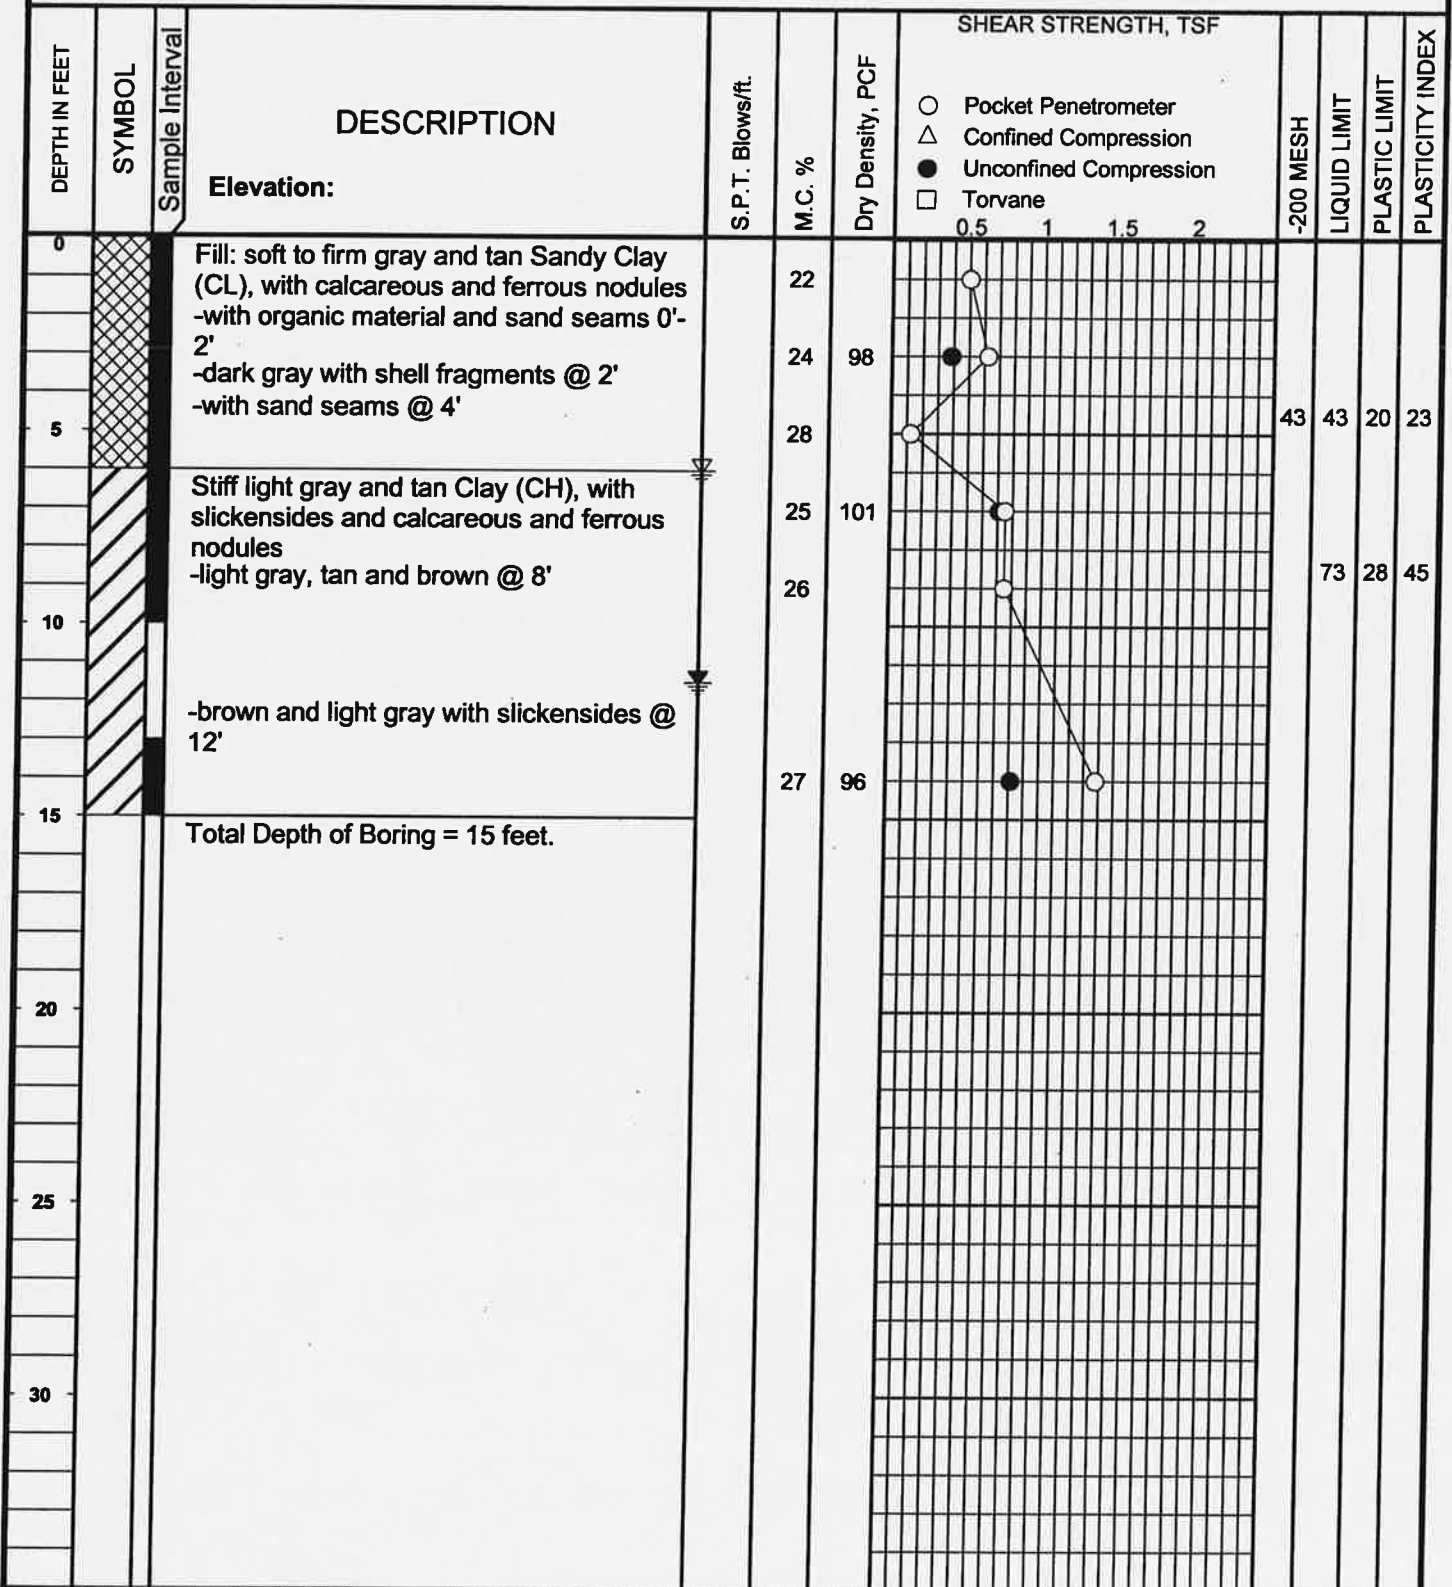 DEPTH IN FEET
SYMBOL
Sample Interval
DESCRIPTION
Elevation:
S.P.T. Blows/ft.
M.C. %
Dry Density, PCF
SHEAR STRENGTH, TSF
Pocket Penetrometer
Confined Compression
Unconfined Compression
Torvane
0.5 1 1.5 2
-200 MESH
LIQUID LIMIT
PLASTIC LIMIT
PLASTICITY INDEX
0
Fill: soft to firm gray and tan Sandy Clay
(CL), with calcareous and ferrous nodules
-with organic material and sand seams 0'-
2'
-dark gray with shell fragments @ 2'
-with sand seams @ 4'
22
24 98
5
28
43 43 20 23
Stiff light gray and tan Clay (CH), with
slickensides and calcareous and ferrous
nodules
-light gray, tan and brown @ 8'
25 101
26
73 28 45
10
-brown and light gray with slickensides @
12'
27 96
15
Total Depth of Boring = 15 feet.
20
25
30